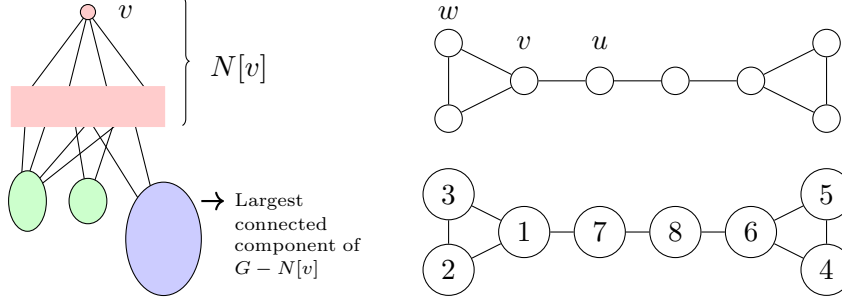 v
N[v]
Largest
connected
component of
G − N[v]
w
v
u
3
5
1
7
8
6
2
4